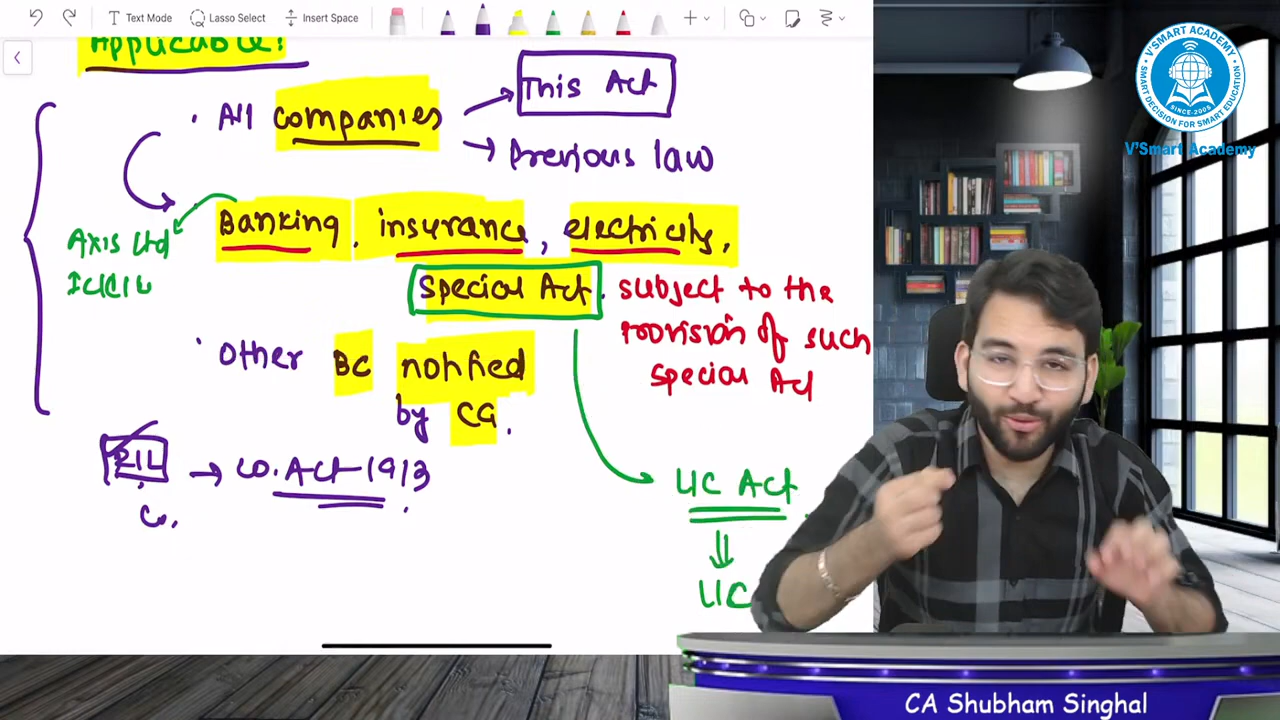 Text Mode
Lasso Select
Insert Space
Applicable:
All companies
This Act
Previous law
Banking, insurance, electricity,
Axis Ltd
Special Act.
subject to the
provision of such
special Act
Other BC notified
by CG.
RIL → Co. Act 1913
Co.
LIC Act
LIC
V'SMART ACADEMY
SMART DECISION FOR SMART EDUCATION
SINCE-2005
V'Smart Academy
CA Shubham Singhal